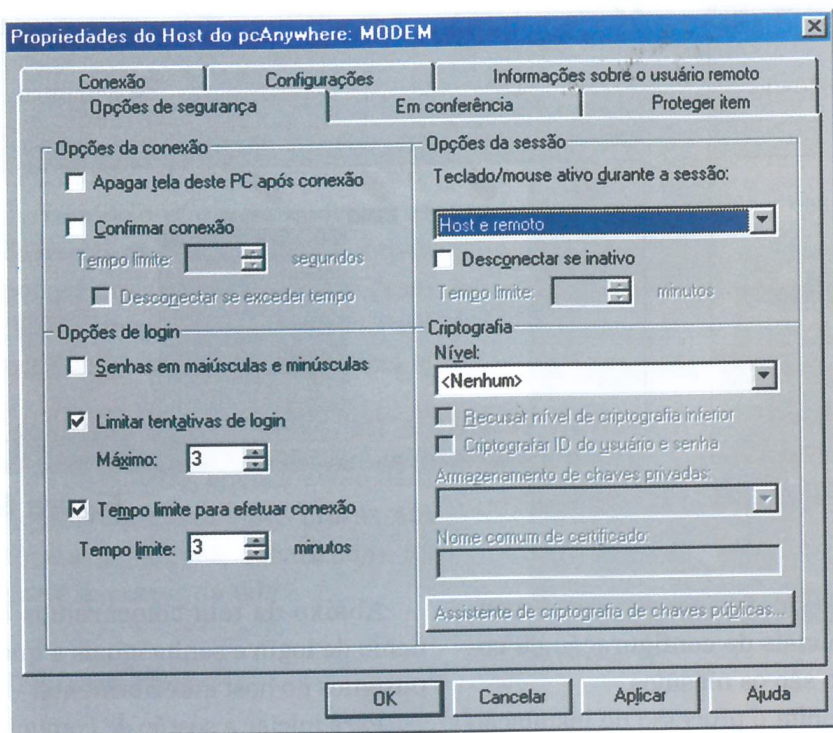 Propriedades do Host do pcAnywhere: MODEM
Conexão
Configurações
Informações sobre o usuário remoto
Opções de segurança
Em conferência
Proteger item
Opções da conexão
Apagar tela deste PC após conexão
Confirmar conexão
Tempo limite:
segundos
Desconectar se exceder tempo
Opções de login
Senhas em maiúsculas e minúsculas
Limitar tentativas de login
Máximo: 3
Tempo limite para efetuar conexão
Tempo limite: 3 minutos
Opções da sessão
Teclado/mouse ativo durante a sessão:
Host e remoto
Desconectar se inativo
Tempo limite:
minutos
Criptografia
Nível:
<Nenhum>
Recusar nível de criptografia inferior
Criptografar ID do usuário e senha
Armazenamento de chaves privadas:
Nome comum de certificado:
Assistente de criptografia de chaves públicas...
OK
Cancelar
Aplicar
Ajuda